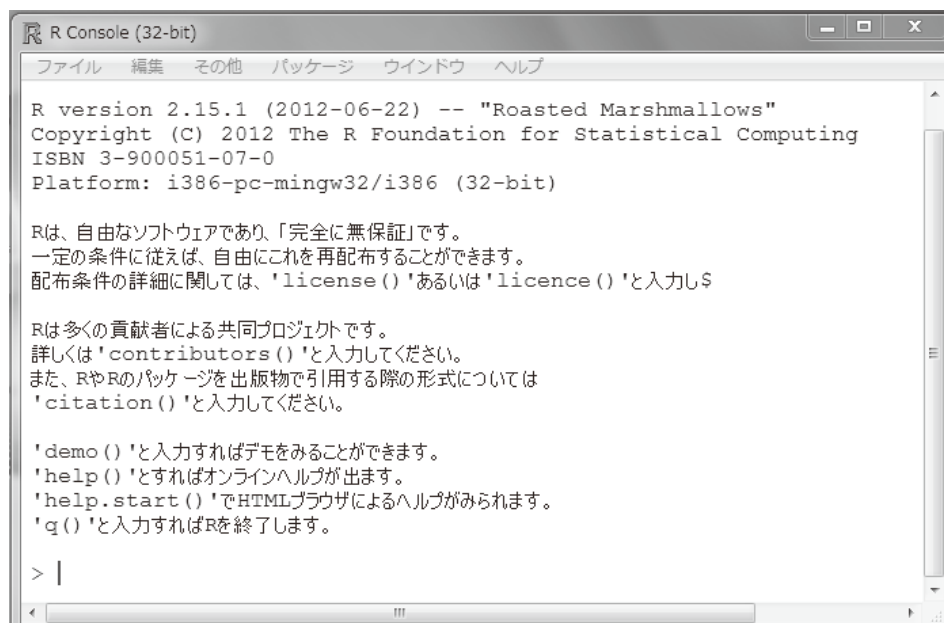 R Console (32-bit)
ファイル 編集 その他 パッケージ ウインドウ ヘルプ
R version 2.15.1 (2012-06-22) -- "Roasted Marshmallows"
Copyright (C) 2012 The R Foundation for Statistical Computing
ISBN 3-900051-07-0
Platform: i386-pc-mingw32/i386 (32-bit)
Rは、自由なソフトウェアであり、「完全に無保証」です。
一定の条件に従えば、自由にこれを再配布することができます。
配布条件の詳細に関しては、'license()'あるいは'licence()'と入力し$
Rは多くの貢献者による共同プロジェクトです。
詳しくは'contributors()'と入力してください。
また、RやRのパッケージを出版物で引用する際の形式については
'citation()'と入力してください。
'demo()'と入力すればデモをみることができます。
'help()'とすればオンラインヘルプが出ます。
'help.start()'でHTMLブラウザによるヘルプがみられます。
'q()'と入力すればRを終了します。
>